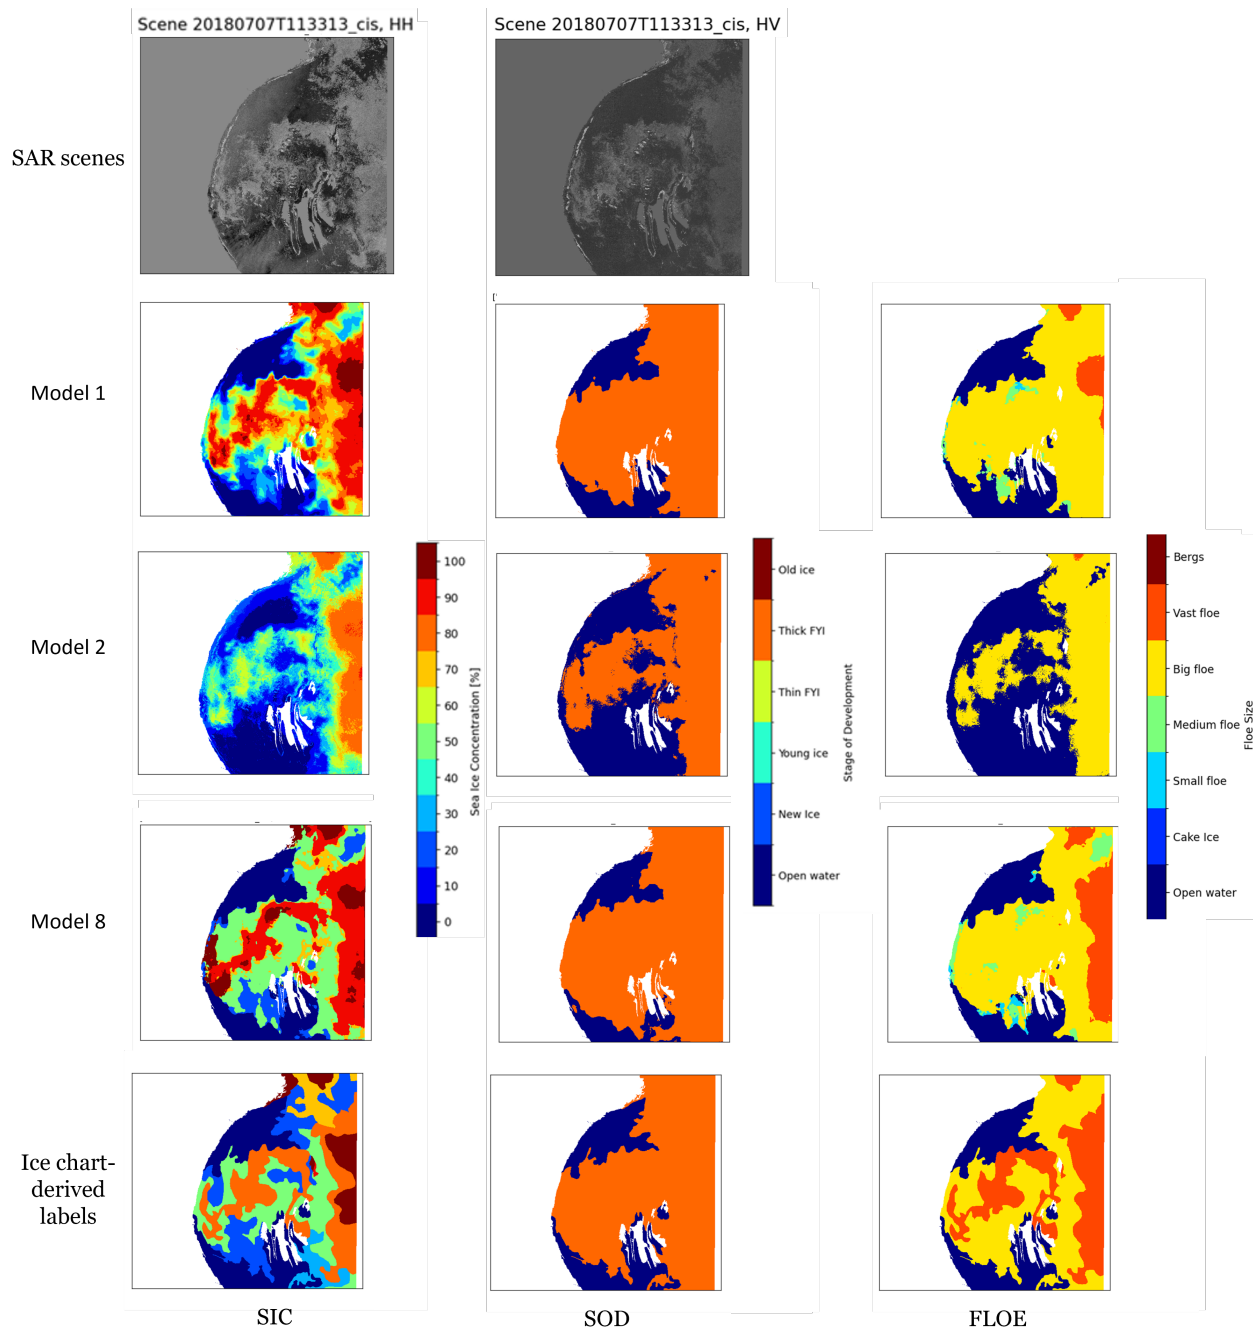 Scene 20180707T113313_cis, HH
Scene 20180707T113313_cis, HV
SAR scenes
Model 1
Model 2
100
90
80
70
60
50
40
30
20
10
0
Sea Ice Concentration [%]
Old ice
Thick FYI
Thin FYI
Young ice
New Ice
Open water
Stage of Development
Bergs
Vast floe
Big floe
Medium floe
Small floe
Cake Ice
Open water
Floe Size
Model 8
Ice chart-
derived
labels
SIC
SOD
FLOE